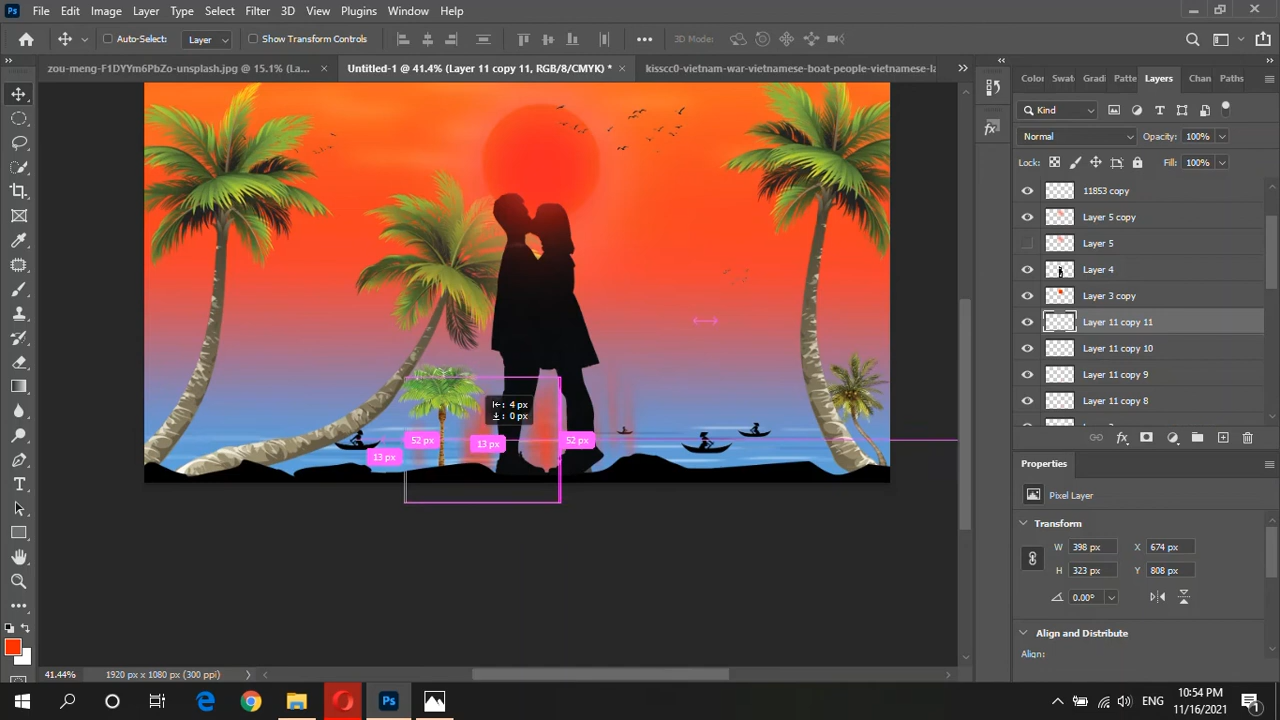 Ps File Edit Image Layer Type Select Filter 3D View Plugins Window Help
Auto-Select: Layer Show Transform Controls 3D Mode:
zou-meng-F1DYYm6PbZo-unsplash.jpg @ 15.1% (La... × Untitled-1 @ 41.4% (Layer 11 copy 11, RGB/8/CMYK) * × kisscc0-vietnam-war-vietnamese-boat-people-vietnamese-la
Color Swat Gradi Patte Layers Chan Paths
Kind
Normal Opacity: 100%
Lock: Fill: 100%
11853 copy
Layer 5 copy
Layer 5
Layer 4
Layer 3 copy
Layer 11 copy 11
Layer 11 copy 10
Layer 11 copy 9
Layer 11 copy 8
fx
fx
4 px
0 px
52 px 13 px 52 px
13 px
Properties
Pixel Layer
Transform
W 398 px X 674 px
H 323 px Y 808 px
0.00°
Align and Distribute
Align:
41.44% 1920 px x 1080 px (300 ppi)
Ps ENG 10:54 PM
11/16/2021
1